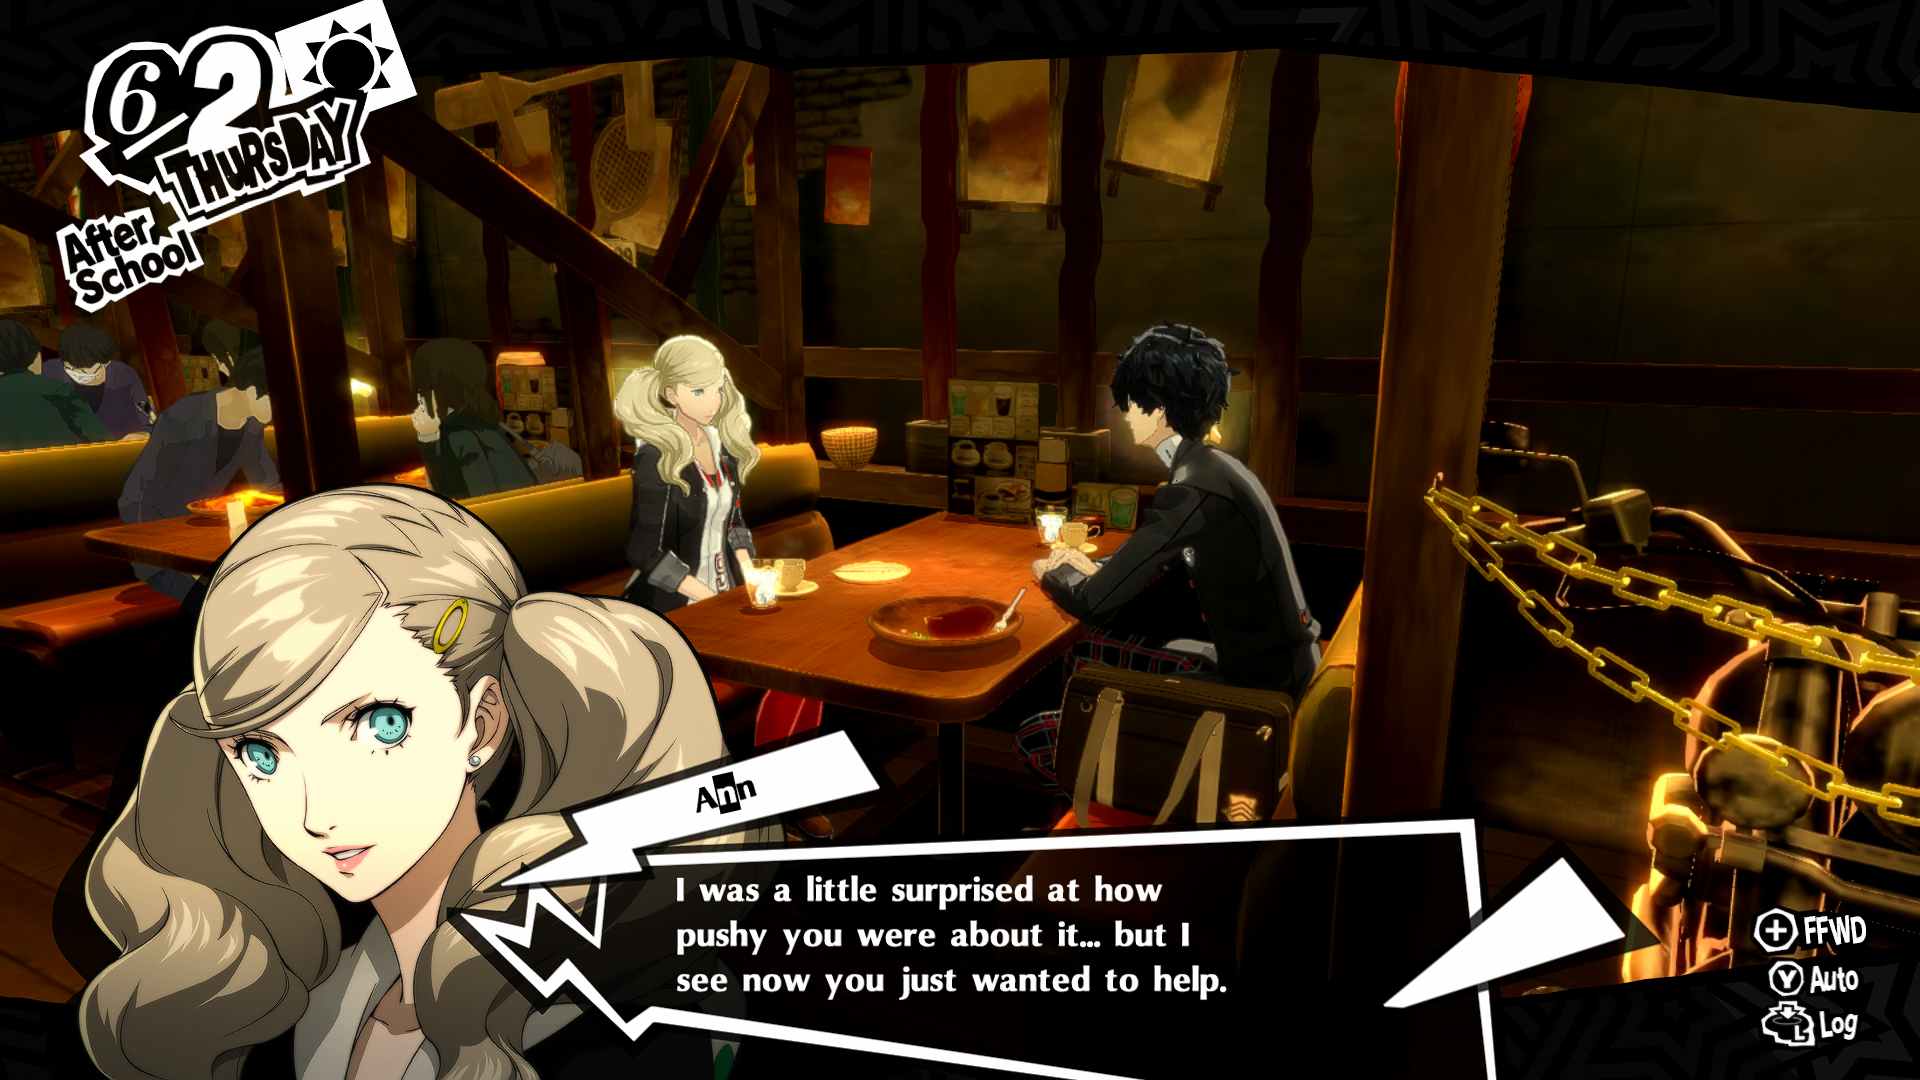 6/2
THURSDAY
After
School
Ann
I was a little surprised at how
pushy you were about it... but I
see now you just wanted to help.
+ FFWD
Y Auto
L Log